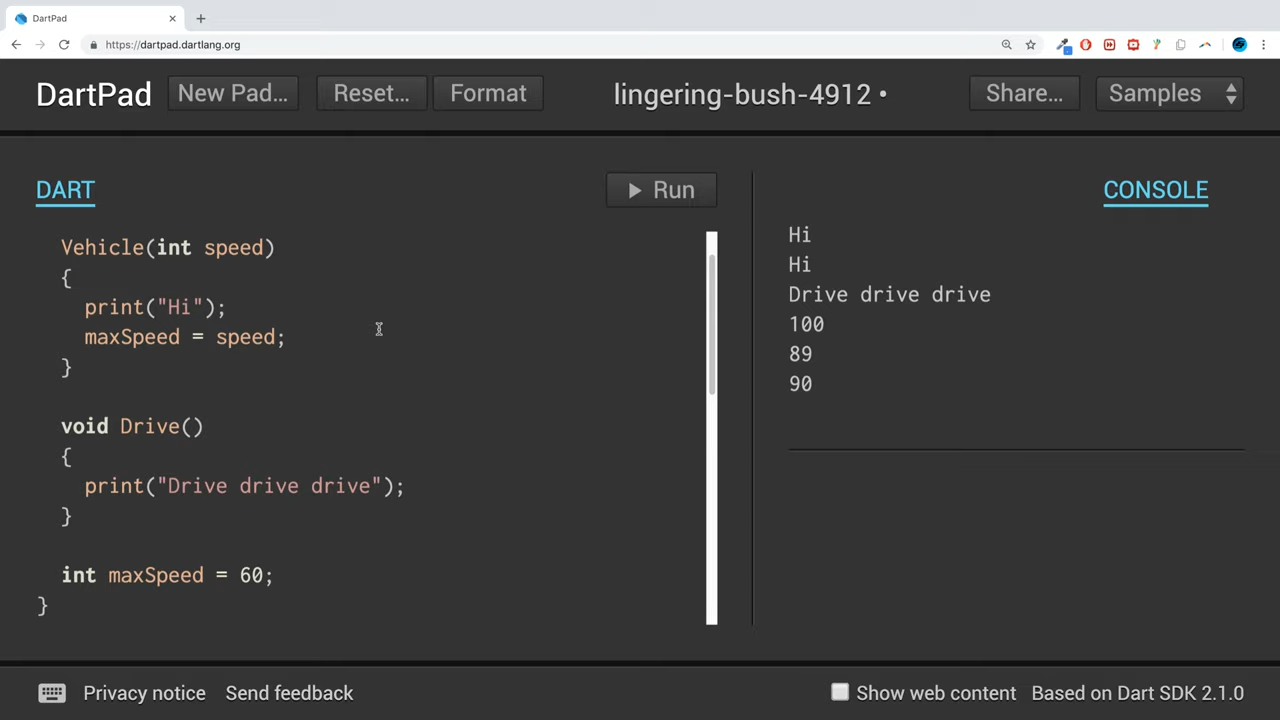 DartPad
https://dartpad.dartlang.org
DartPad
New Pad...
Reset...
Format
lingering-bush-4912 •
Share...
Samples
DART
Run
CONSOLE
Vehicle(int speed)
{
print("Hi");
maxSpeed = speed;
}
void Drive()
{
print("Drive drive drive");
}
int maxSpeed = 60;
}
Hi
Hi
Drive drive drive
100
89
90
Privacy notice
Send feedback
Show web content
Based on Dart SDK 2.1.0